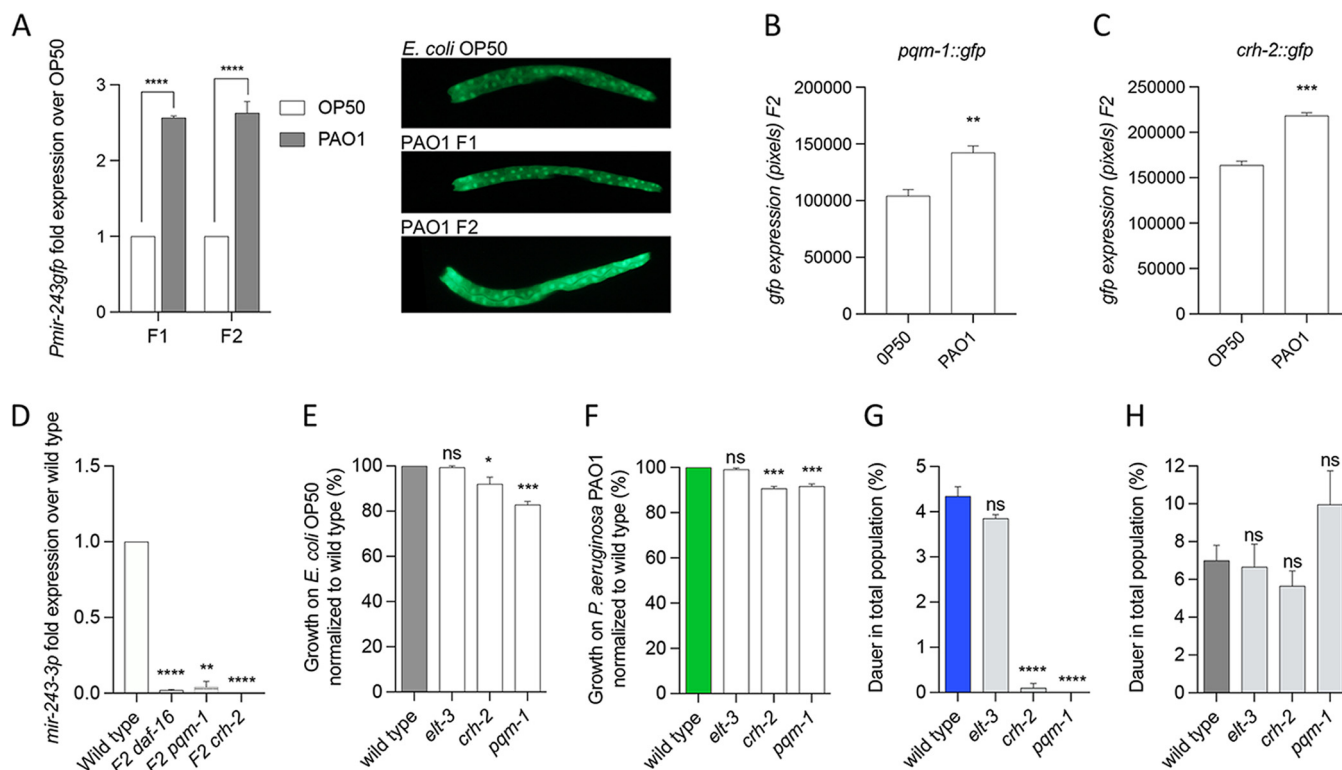 A
Pmir-243gfp fold expression over OP50
3
2
1
0
****
****
F1
F2
OP50
PAO1
E. coli OP50
PAO1 F1
PAO1 F2
B
pqm-1::gfp
gfp expression (pixels) F2
200000
150000
100000
50000
0
**
0P50
PAO1
C
crh-2::gfp
gfp expression (pixels) F2
250000
200000
150000
100000
50000
0
***
OP50
PAO1
D
mir-243-3p fold expression over wild type
1.5
1.0
0.5
0.0
****
**
****
Wild type
F2 daf-16
F2 pqm-1
F2 crh-2
E
Growth on E. coli OP50
normalized to wild type (%)
100
80
60
40
20
0
ns
*
***
wild type
elt-3
crh-2
pqm-1
F
Growth on P. aeruginosa PAO1
normalized to wild type (%)
100
80
60
40
20
0
ns
***
***
wild type
elt-3
crh-2
pqm-1
G
Dauer in total population (%)
5
4
3
2
1
0
ns
****
****
wild type
elt-3
crh-2
pqm-1
H
Dauer in total population (%)
12
10
8
6
4
2
0
ns
ns
ns
wild type
elt-3
crh-2
pqm-1